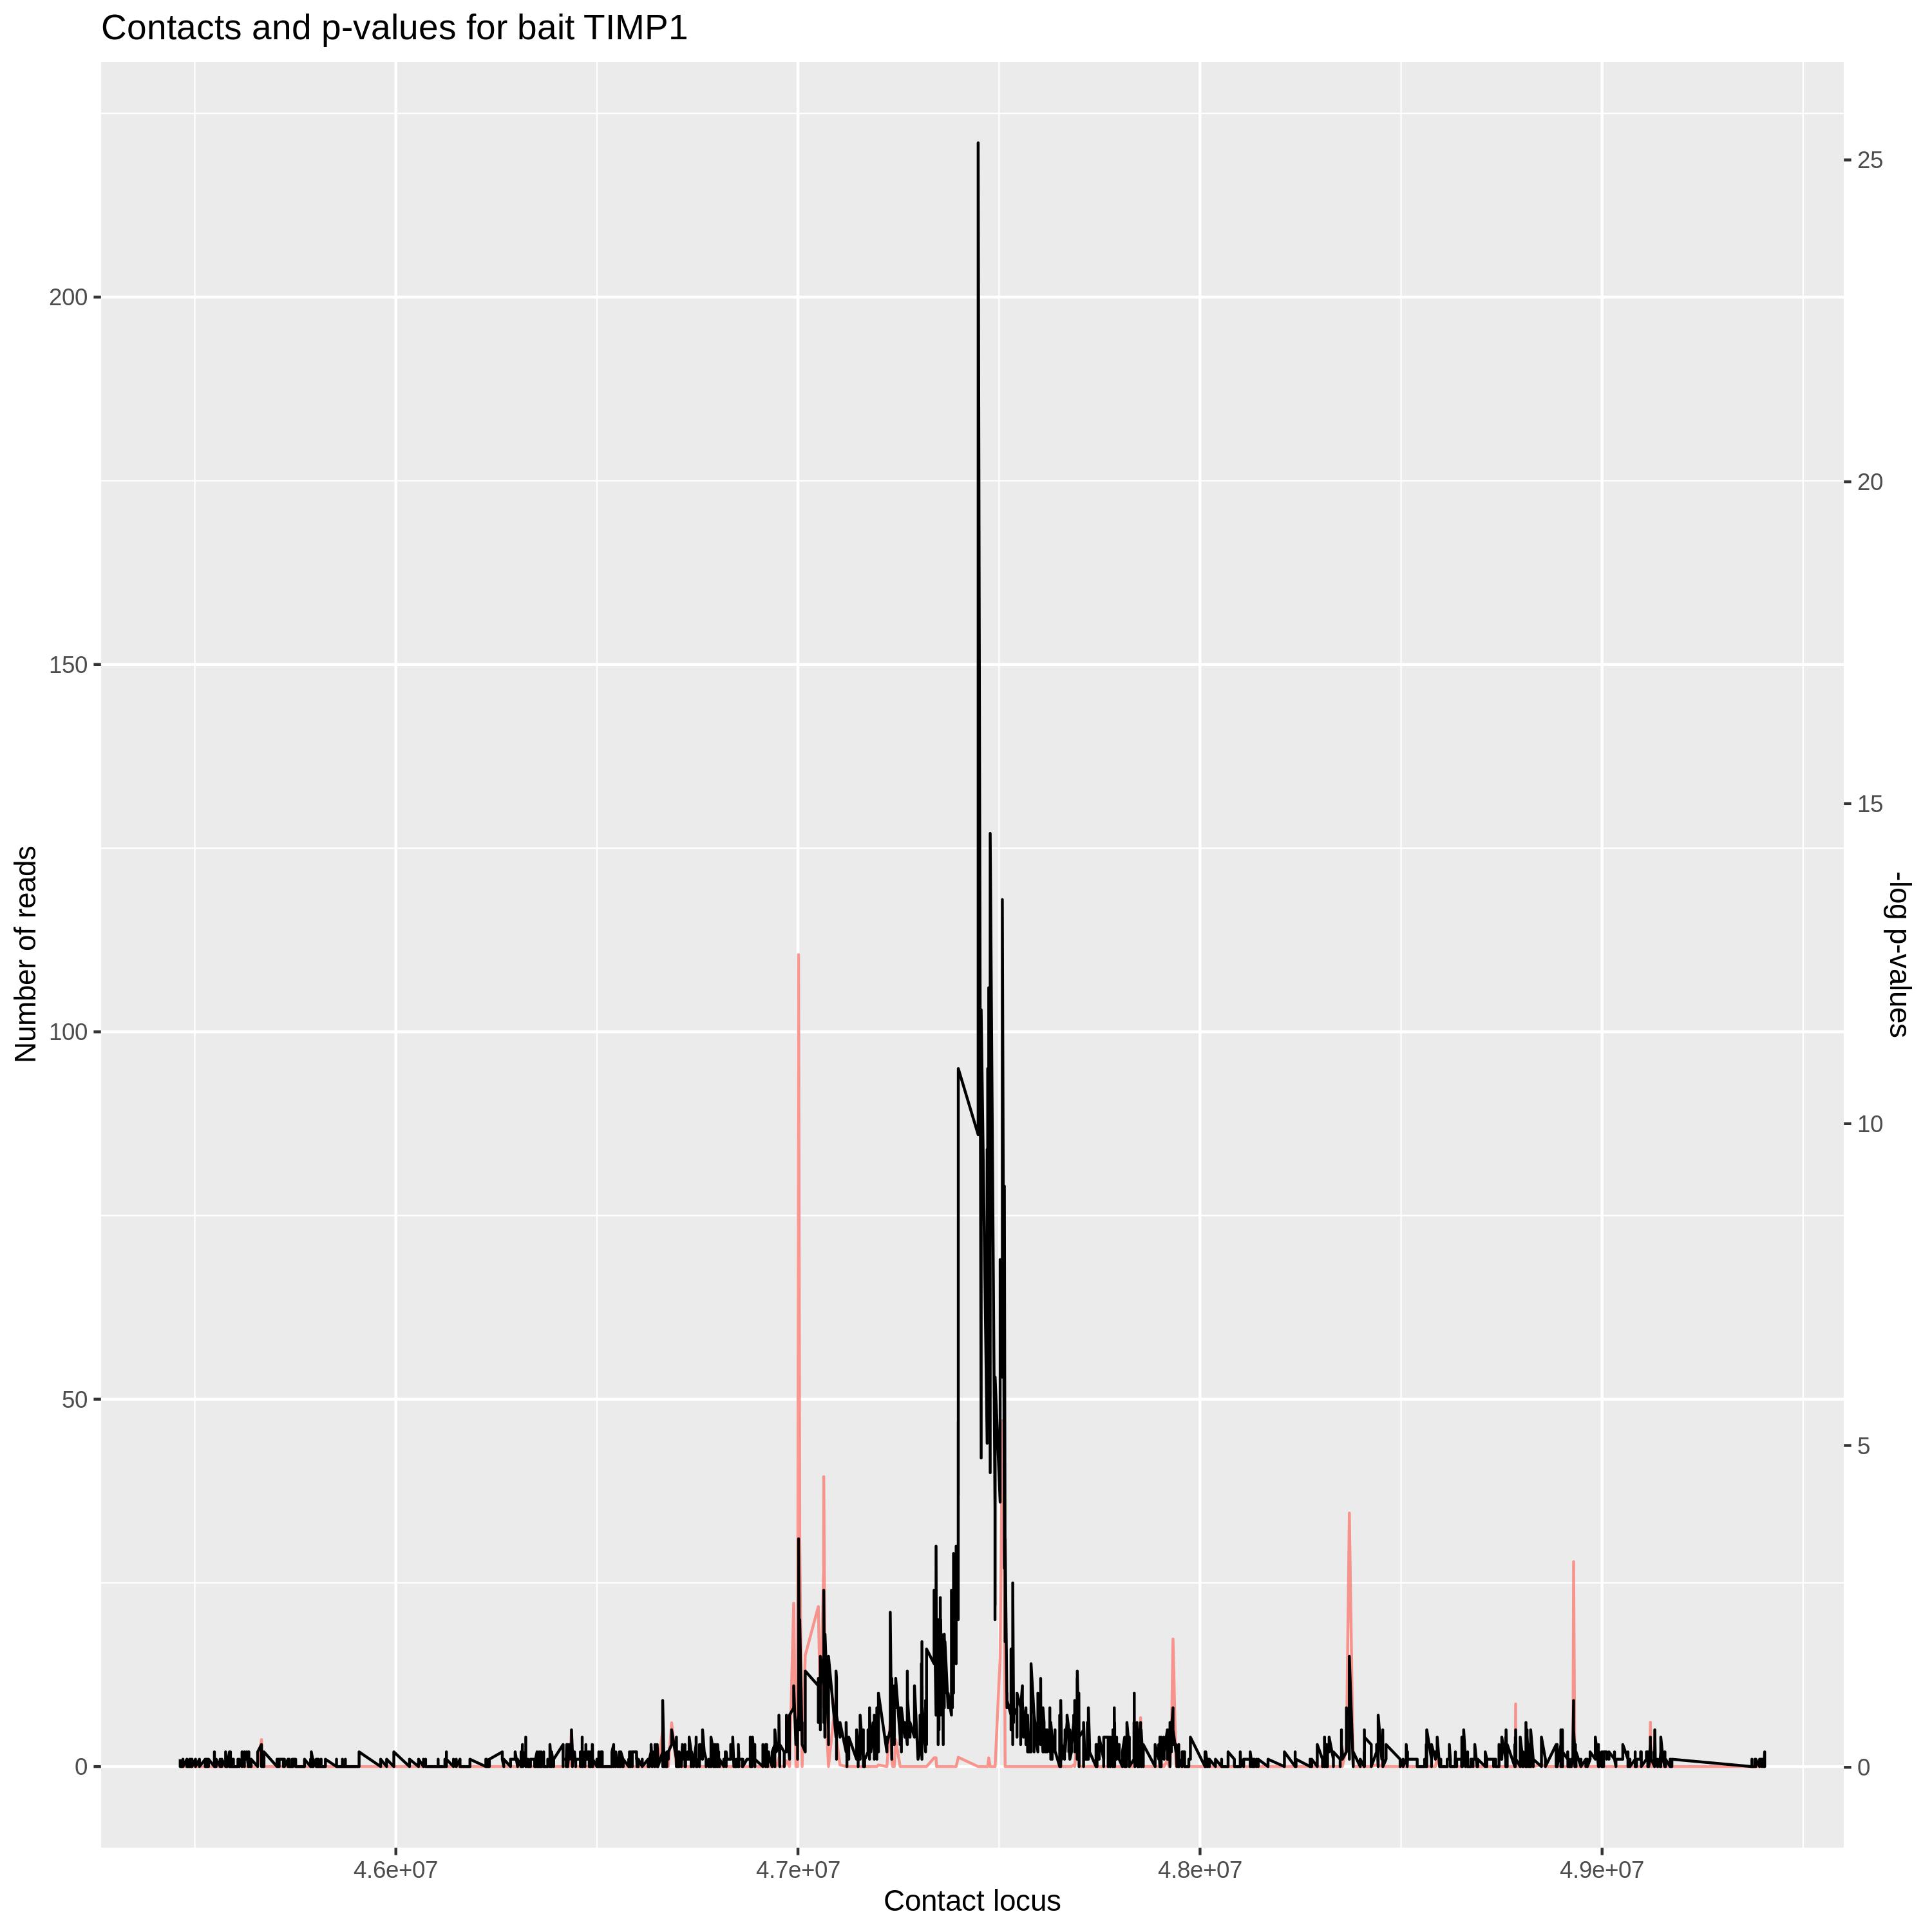 Contacts and p-values for bait TIMP1
Number of reads
200
150
100
50
0
25
20
15
10
5
0
-log p-values
4.6e+07 4.7e+07 4.8e+07 4.9e+07
Contact locus